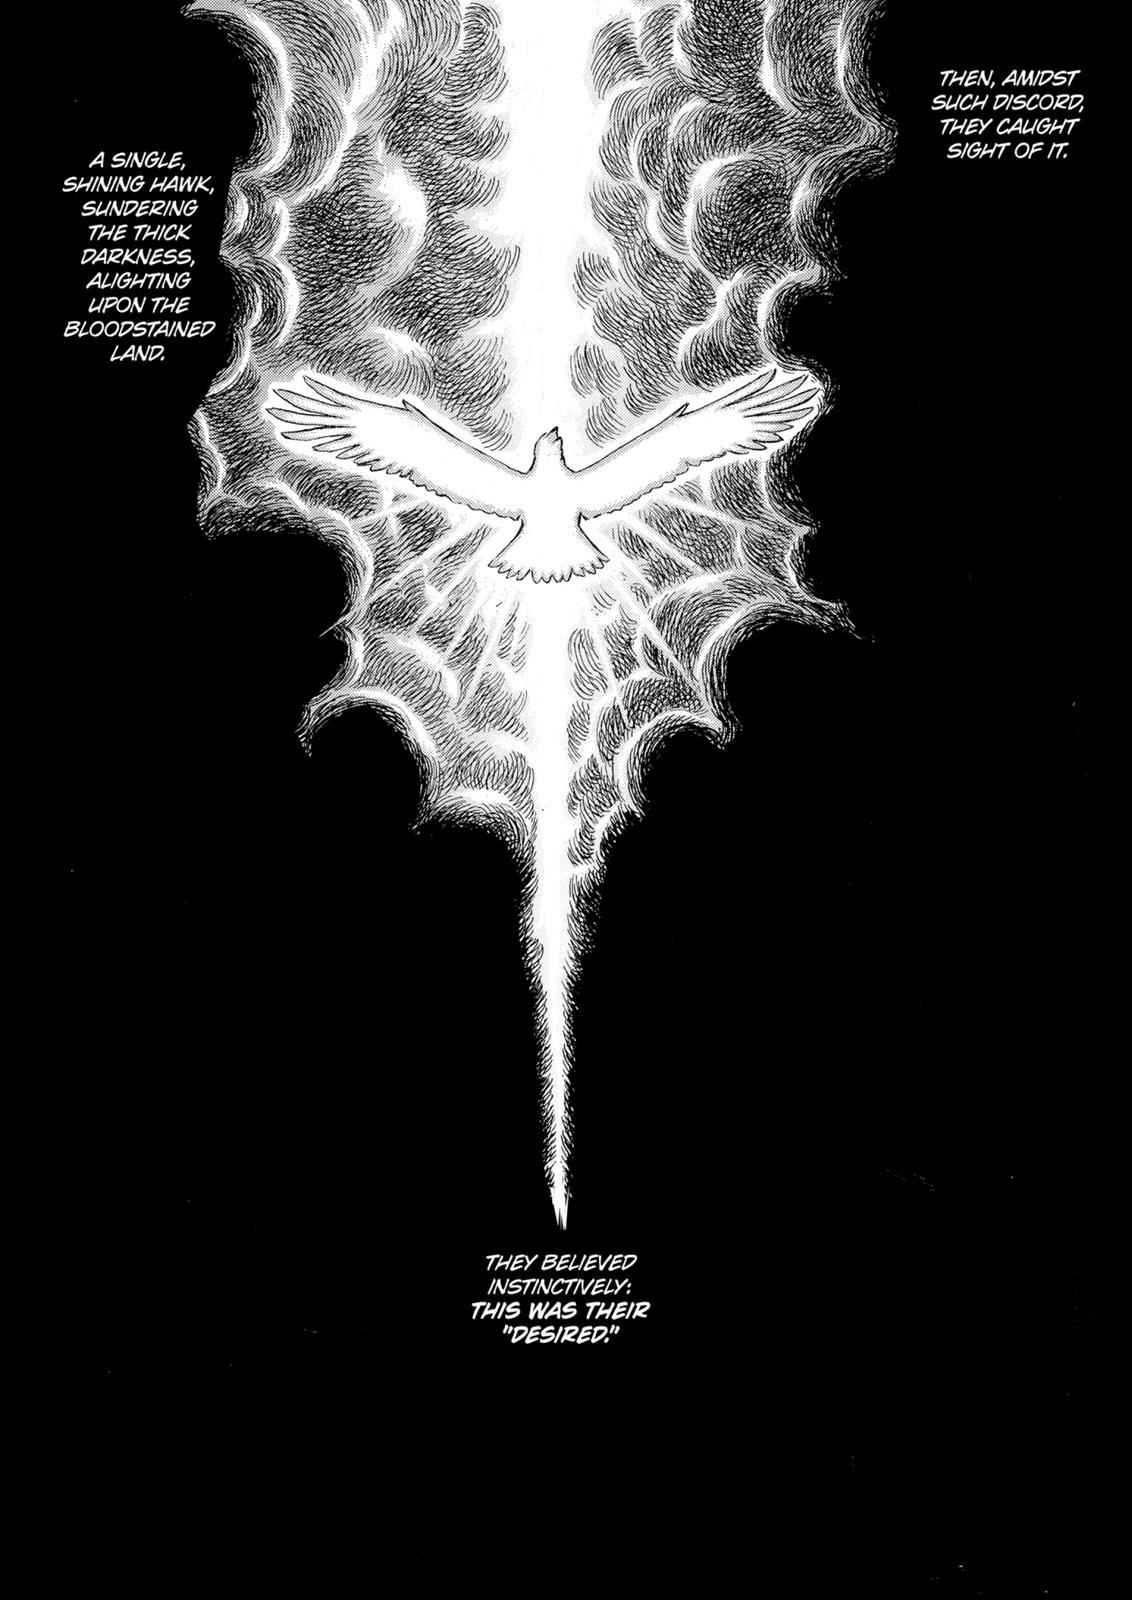 THEN, AMIDST
SUCH DISCORD,
THEY CAUGHT
SIGHT OF IT.
A SINGLE,
SHINING HAWK,
SUNDERING
THE THICK
DARKNESS,
ALIGHTING
UPON THE
BLOODSTAINED
LAND.
THEY BELIEVED
INSTINCTIVELY:
THIS WAS THEIR
"DESIRED."